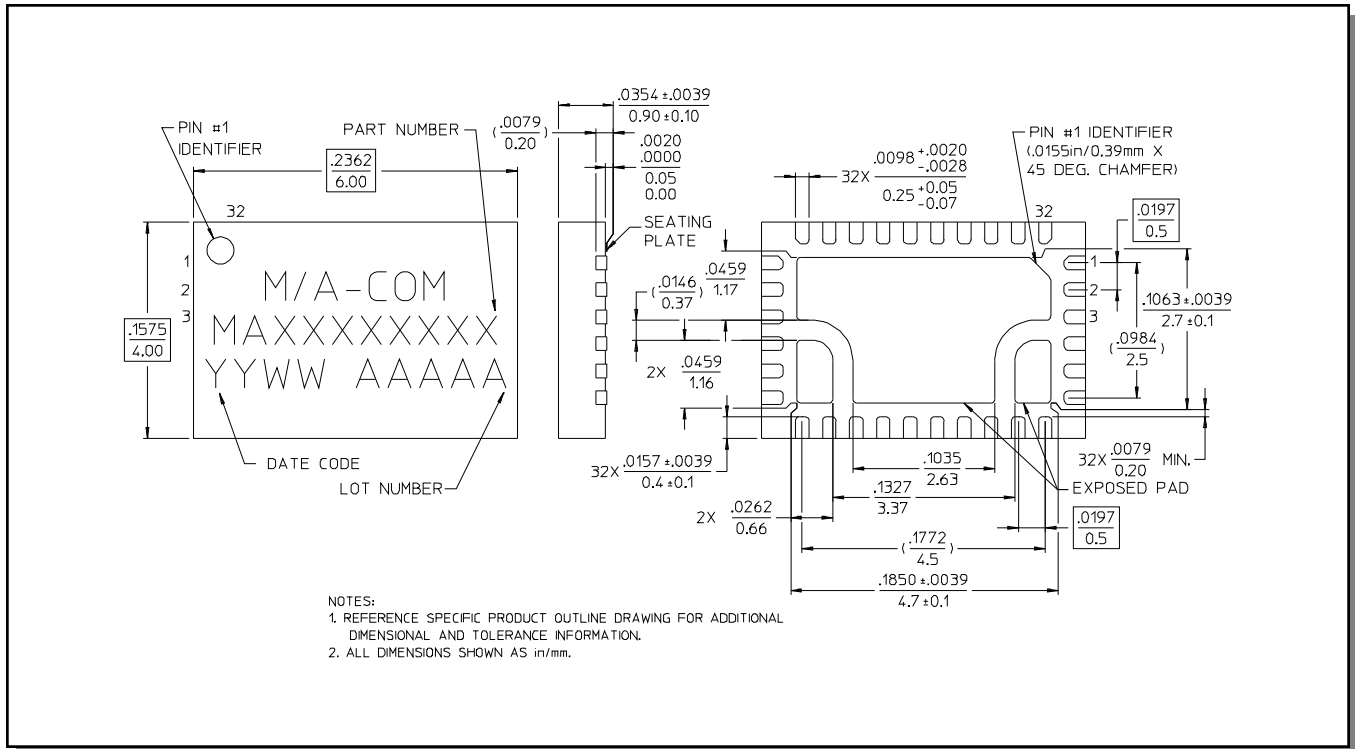 PIN #1
IDENTIFIER
PART NUMBER
.2362
6.00
32
1
2
3
.1575
4.00
M/A-COM
MAXXXXXXXXX
YYWW AAAAA
DATE CODE
LOT NUMBER
.0354 ±.0039
0.90 ±0.10
(.0079)
0.20
.0020
.0000
0.05
0.00
SEATING
PLATE
32X .0098 +.0020
-.0028
0.25 +0.05
-0.07
PIN #1 IDENTIFIER
(.0155in/0.39mm X
45 DEG. CHAMFER)
32
.0197
0.5
1
2
3
.1063 ±.0039
2.7 ±0.1
(.0984)
2.5
.0459
1.17
(.0146)
0.37
2X .0459
1.16
32X .0157 ±.0039
0.4 ±0.1
2X .0262
0.66
.1035
2.63
.1327
3.37
32X .0079 MIN.
0.20
EXPOSED PAD
.0197
0.5
(.1772)
4.5
.1850 ±.0039
4.7 ±0.1
NOTES:
1. REFERENCE SPECIFIC PRODUCT OUTLINE DRAWING FOR ADDITIONAL
DIMENSIONAL AND TOLERANCE INFORMATION.
2. ALL DIMENSIONS SHOWN AS in/mm.